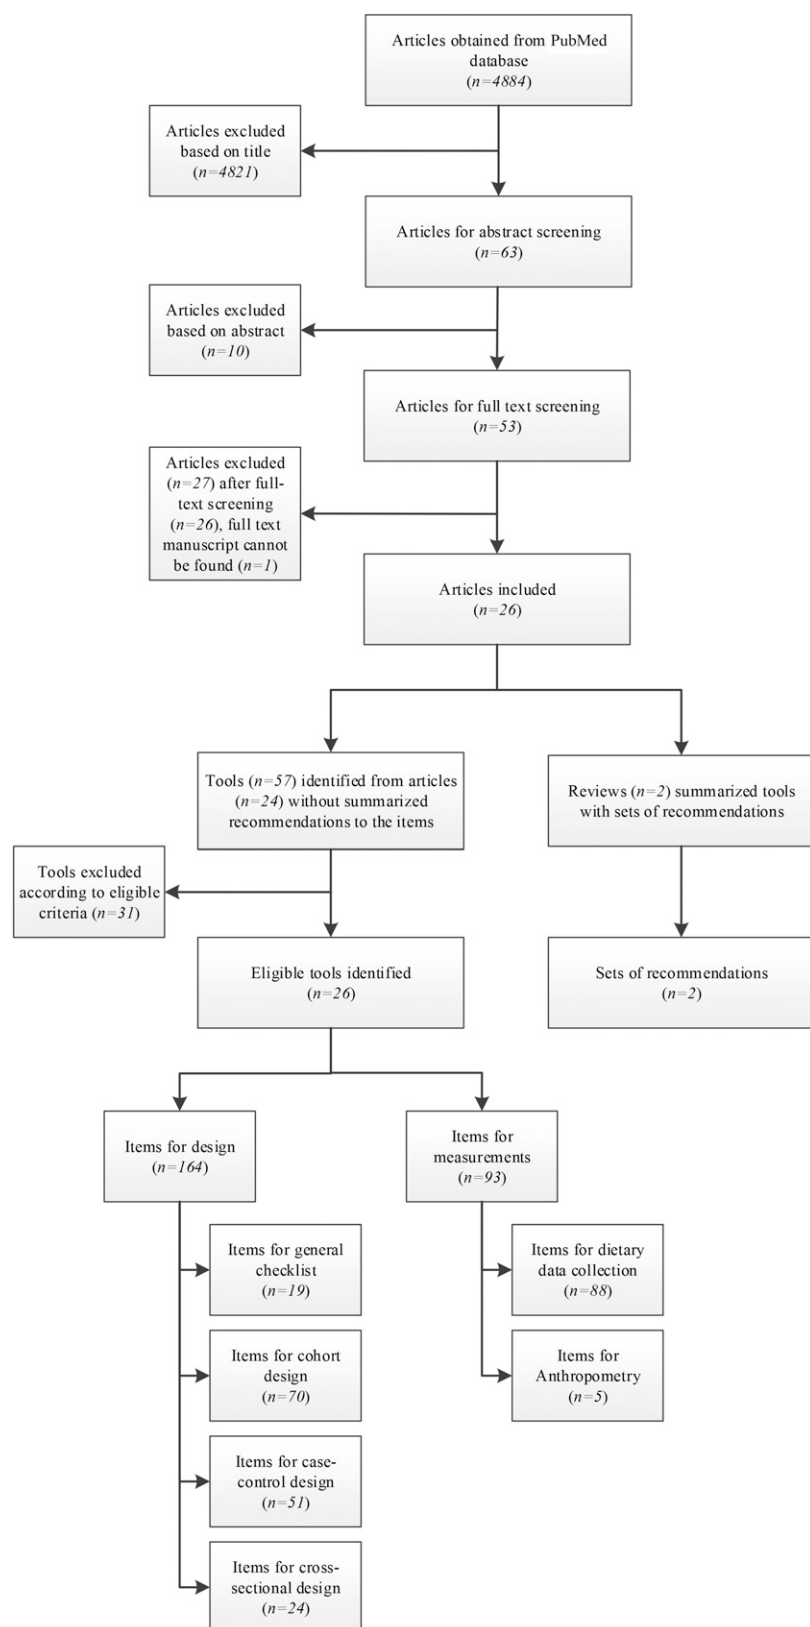 Articles obtained from PubMed
database
(n=4884)
Articles excluded
based on title
(n=4821)
Articles for abstract screening
(n=63)
Articles excluded
based on abstract
(n=10)
Articles for full text screening
(n=53)
Articles excluded
(n=27) after full-
text screening
(n=26), full text
manuscript cannot
be found (n=1)
Articles included
(n=26)
Tools (n=57) identified from articles
(n=24) without summarized
recommendations to the items
Reviews (n=2) summarized tools
with sets of recommendations
Tools excluded
according to eligible
criteria (n=31)
Eligible tools identified
(n=26)
Sets of recommendations
(n=2)
Items for design
(n=164)
Items for
measurements
(n=93)
Items for general
checklist
(n=19)
Items for dietary
data collection
(n=88)
Items for cohort
design
(n=70)
Items for
Anthropometry
(n=5)
Items for case-
control design
(n=51)
Items for cross-
sectional design
(n=24)